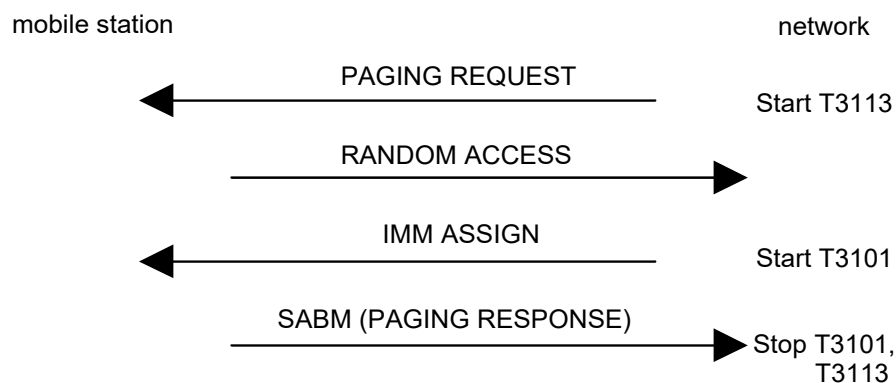 mobile station
network
PAGING REQUEST
Start T3113
RANDOM ACCESS
IMM ASSIGN
Start T3101
SABM (PAGING RESPONSE)
Stop T3101,
T3113